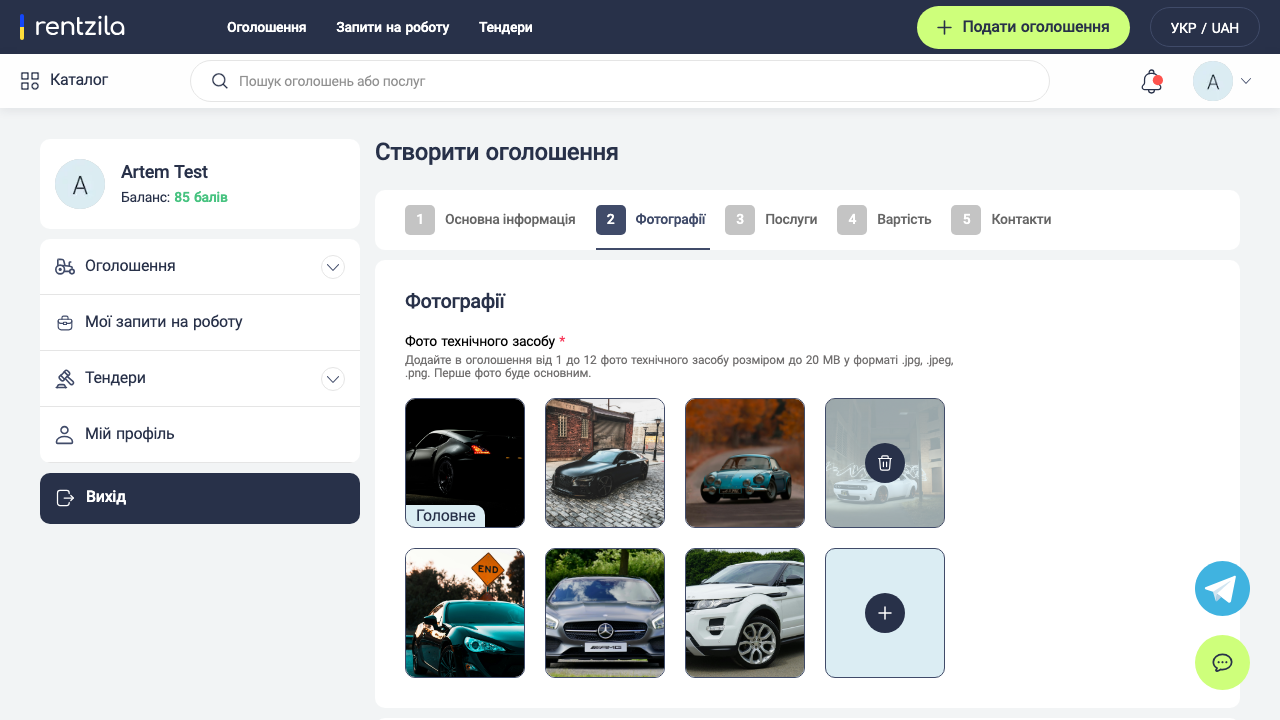 rentzila
Оголошення
Запити на роботу
Тендери
Подати оголошення
УКР / UAH
Каталог
Пошук оголошень або послуг
A
A
Artem Test
Баланс: 85 балів
Оголошення
Мої запити на роботу
Тендери
Мій профіль
Вихід
Створити оголошення
1 Основна інформація
2 Фотографії
3 Послуги
4 Вартість
5 Контакти
Фотографії
Фото технічного засобу *
Додайте в оголошення від 1 до 12 фото технічного засобу розміром до 20 MB у форматі .jpg, .jpeg,
.png. Перше фото буде основним.
Головне
END
AMG